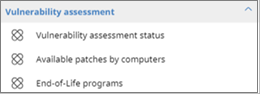 Vulnerability assessment
Vulnerability assessment status
Available patches by computers
End-of-Life programs